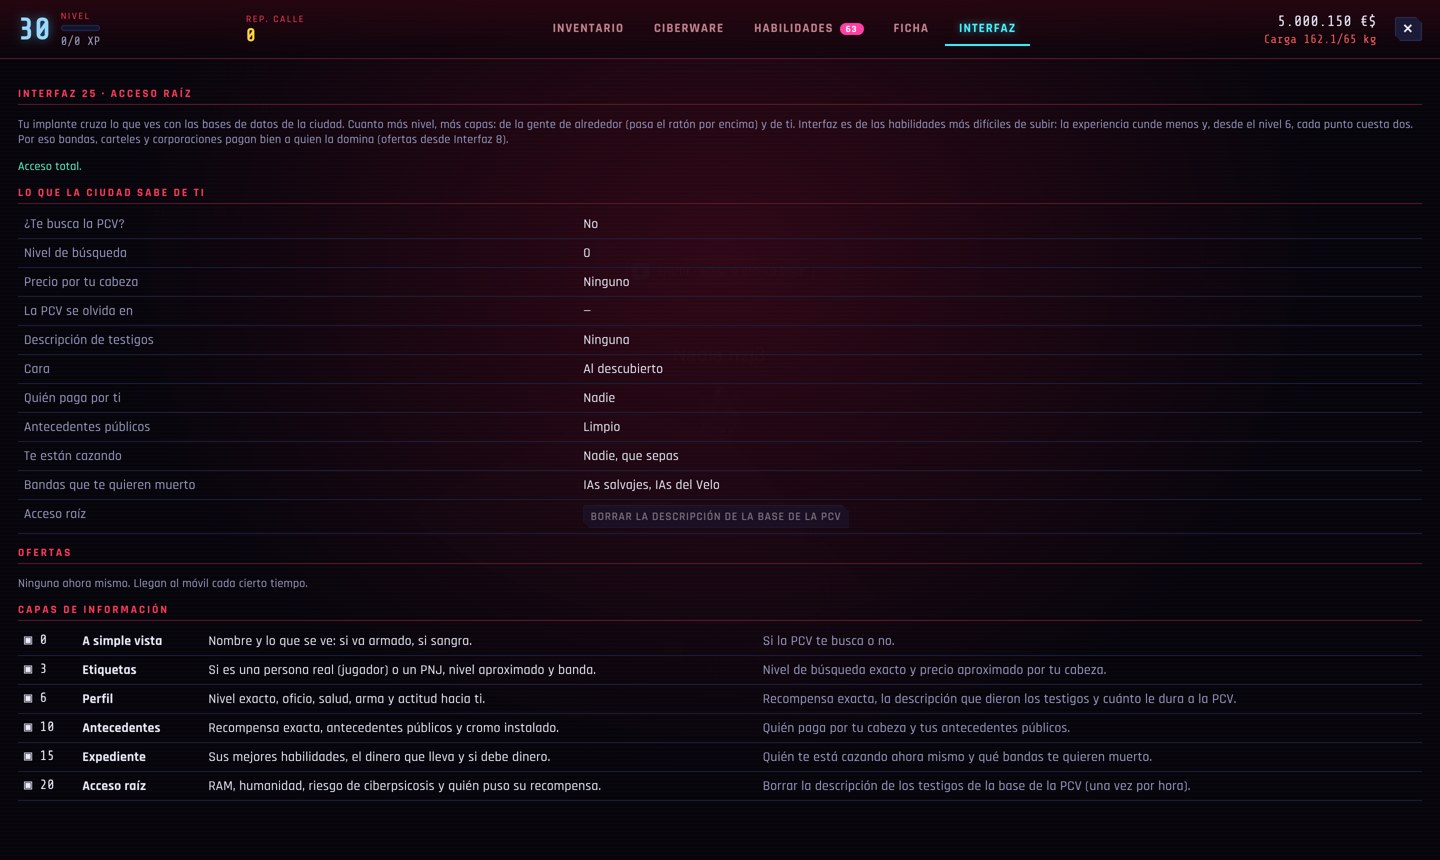 30 NIVEL 0/0 XP
REP. CALLE 0
INVENTARIO CIBERWARE HABILIDADES 63 FICHA INTERFAZ
5.000.150 €$
Carga 162.1/65 kg
✕
INTERFAZ 25 · ACCESO RAÍZ
Tu implante cruza lo que ves con las bases de datos de la ciudad. Cuanto más nivel, más capas: de la gente de alrededor (pasa el ratón por encima) y de ti. Interfaz es de las habilidades más difíciles de subir: la experiencia cunde menos y, desde el nivel 6, cada punto cuesta dos.
Por eso bandas, carteles y corporaciones pagan bien a quien la domina (ofertas desde Interfaz 8).
Acceso total.
LO QUE LA CIUDAD SABE DE TI
¿Te busca la PCV? No
Nivel de búsqueda 0
Precio por tu cabeza Ninguno
La PCV se olvida en —
Descripción de testigos Ninguna
Cara Al descubierto
Quién paga por ti Nadie
Antecedentes públicos Limpio
Te están cazando Nadie, que sepas
Bandas que te quieren muerto IAs salvajes, IAs del Velo
Acceso raíz BORRAR LA DESCRIPCIÓN DE LA BASE DE LA PCV
OFERTAS
Ninguna ahora mismo. Llegan al móvil cada cierto tiempo.
CAPAS DE INFORMACIÓN
▣ 0 A simple vista Nombre y lo que se ve: si va armado, si sangra. Si la PCV te busca o no.
▣ 3 Etiquetas Si es una persona real (jugador) o un PNJ, nivel aproximado y banda. Nivel de búsqueda exacto y precio aproximado por tu cabeza.
▣ 6 Perfil Nivel exacto, oficio, salud, arma y actitud hacia ti. Recompensa exacta, la descripción que dieron los testigos y cuánto le dura a la PCV.
▣ 10 Antecedentes Recompensa exacta, antecedentes públicos y cromo instalado. Quién paga por tu cabeza y tus antecedentes públicos.
▣ 15 Expediente Sus mejores habilidades, el dinero que lleva y si debe dinero. Quién te está cazando ahora mismo y qué bandas te quieren muerto.
▣ 20 Acceso raíz RAM, humanidad, riesgo de ciberpsicosis y quién puso su recompensa. Borrar la descripción de los testigos de la base de la PCV (una vez por hora).